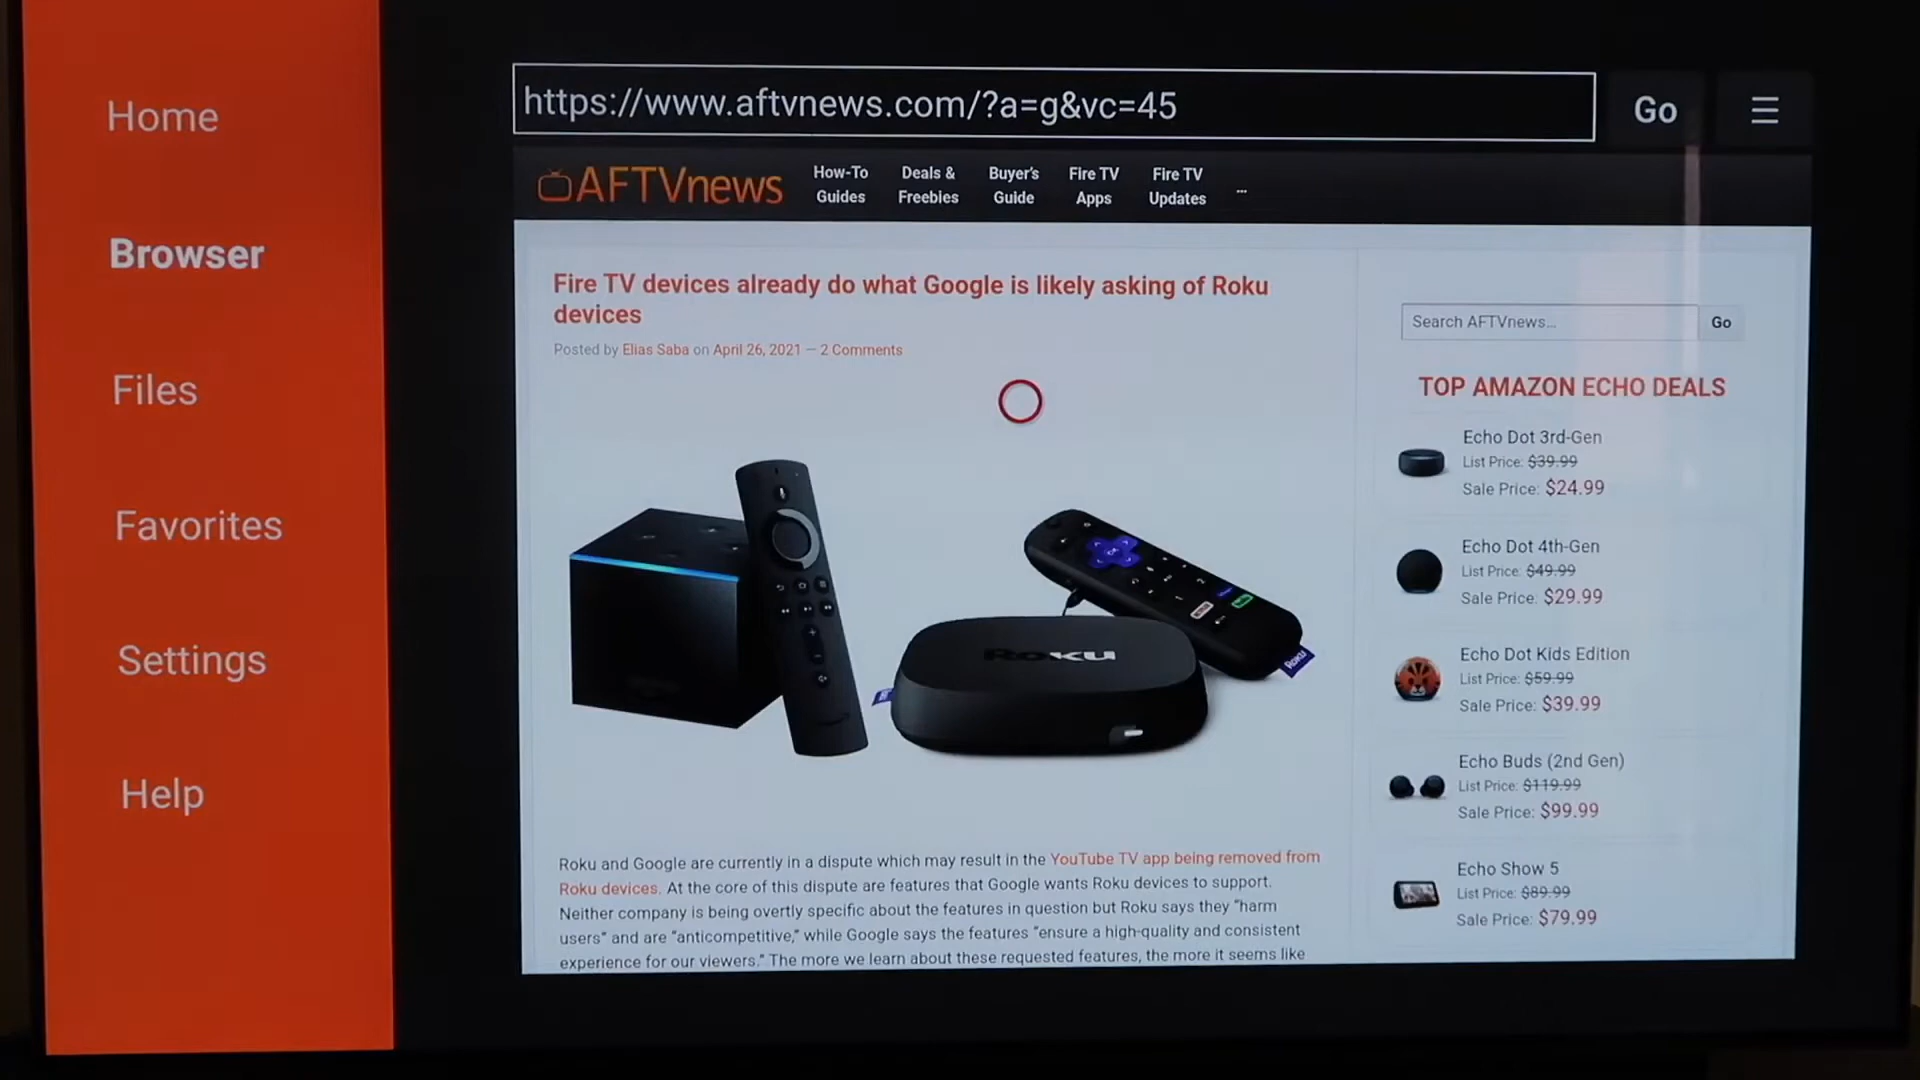 Home
Browser
Files
Favorites
Settings
Help
https://www.aftvnews.com/?a=g&vc=45
Go
AFTVnews
How-To
Guides
Deals &
Freebies
Buyer's
Guide
Fire TV
Apps
Fire TV
Updates
...
Fire TV devices already do what Google is likely asking of Roku
devices
Posted by Elias Saba on April 26, 2021 — 2 Comments
Roku
Roku
Roku and Google are currently in a dispute which may result in the YouTube TV app being removed from
Roku devices. At the core of this dispute are features that Google wants Roku devices to support.
Neither company is being overtly specific about the features in question but Roku says they "harm
users" and are "anticompetitive," while Google says the features "ensure a high-quality and consistent
experience for our viewers." The more we learn about these requested features, the more it seems like
Search AFTVnews...
Go
TOP AMAZON ECHO DEALS
Echo Dot 3rd-Gen
List Price: $39.99
Sale Price: $24.99
Echo Dot 4th-Gen
List Price: $49.99
Sale Price: $29.99
Echo Dot Kids Edition
List Price: $59.99
Sale Price: $39.99
Echo Buds (2nd Gen)
List Price: $119.99
Sale Price: $99.99
Echo Show 5
List Price: $89.99
Sale Price: $79.99